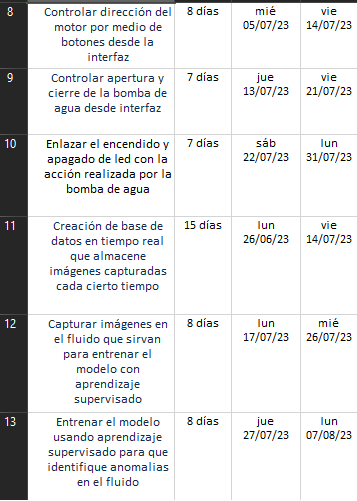 8 Controlar dirección del motor por medio de botones desde la interfaz 8 días mié 05/07/23 vie 14/07/23
9 Controlar apertura y cierre de la bomba de agua desde interfaz 7 días jue 13/07/23 vie 21/07/23
10 Enlazar el encendido y apagado de led con la acción realizada por la bomba de agua 7 días sáb 22/07/23 lun 31/07/23
11 Creación de base de datos en tiempo real que almacene imágenes capturadas cada cierto tiempo 15 días lun 26/06/23 vie 14/07/23
12 Capturar imágenes en el fluido que sirvan para entrenar el modelo con aprendizaje supervisado 8 días lun 17/07/23 mié 26/07/23
13 Entrenar el modelo usando aprendizaje supervisado para que identifique anomalias en el fluido 8 días jue 27/07/23 lun 07/08/23